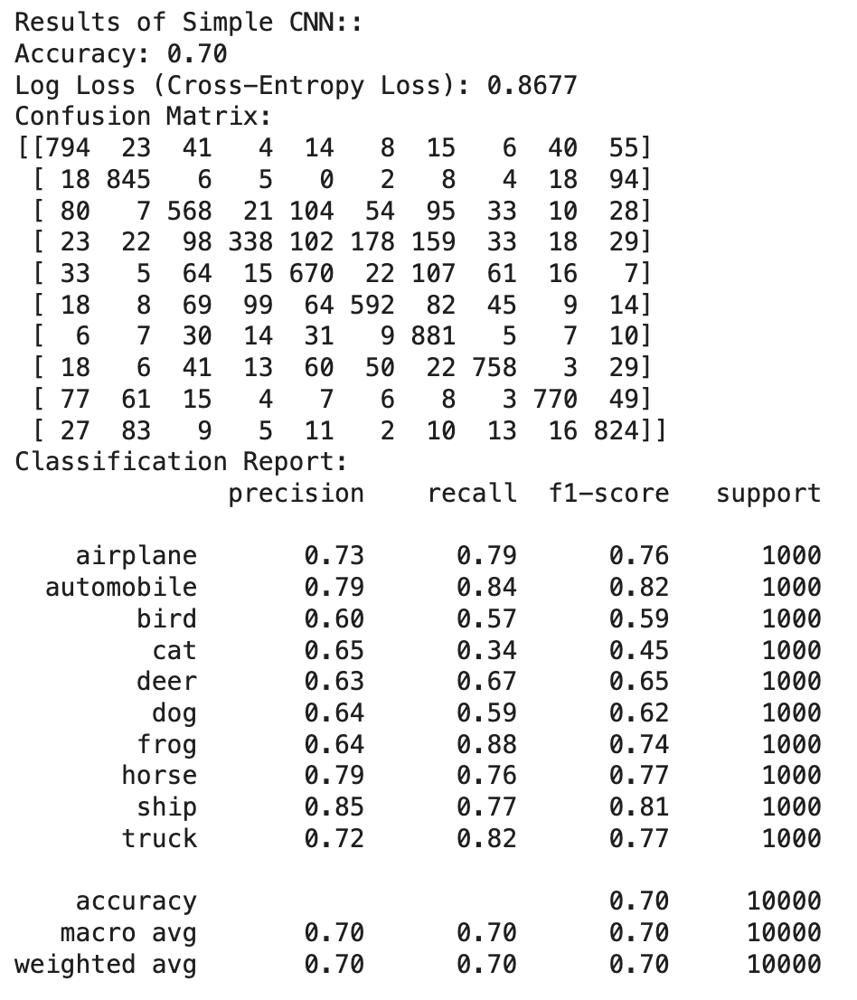 Results of Simple CNN::
Accuracy: 0.70
Log Loss (Cross-Entropy Loss): 0.8677
Confusion Matrix:
[[794  23  41   4  14   8  15   6  40  55]
 [ 18 845   6   5   0   2   8   4  18  94]
 [ 80   7 568  21 104  54  95  33  10  28]
 [ 23  22  98 338 102 178 159  33  18  29]
 [ 33   5  64  15 670  22 107  61  16   7]
 [ 18   8  69  99  64 592  82  45   9  14]
 [  6   7  30  14  31   9 881   5   7  10]
 [ 18   6  41  13  60  50  22 758   3  29]
 [ 77  61  15   4   7   6   8   3 770  49]
 [ 27  83   9   5  11   2  10  13  16 824]]
Classification Report:
              precision    recall  f1-score   support

    airplane       0.73      0.79      0.76      1000
  automobile       0.79      0.84      0.82      1000
        bird       0.60      0.57      0.59      1000
         cat       0.65      0.34      0.45      1000
        deer       0.63      0.67      0.65      1000
         dog       0.64      0.59      0.62      1000
        frog       0.64      0.88      0.74      1000
       horse       0.79      0.76      0.77      1000
        ship       0.85      0.77      0.81      1000
       truck       0.72      0.82      0.77      1000

    accuracy                           0.70     10000
   macro avg       0.70      0.70      0.70     10000
weighted avg       0.70      0.70      0.70     10000